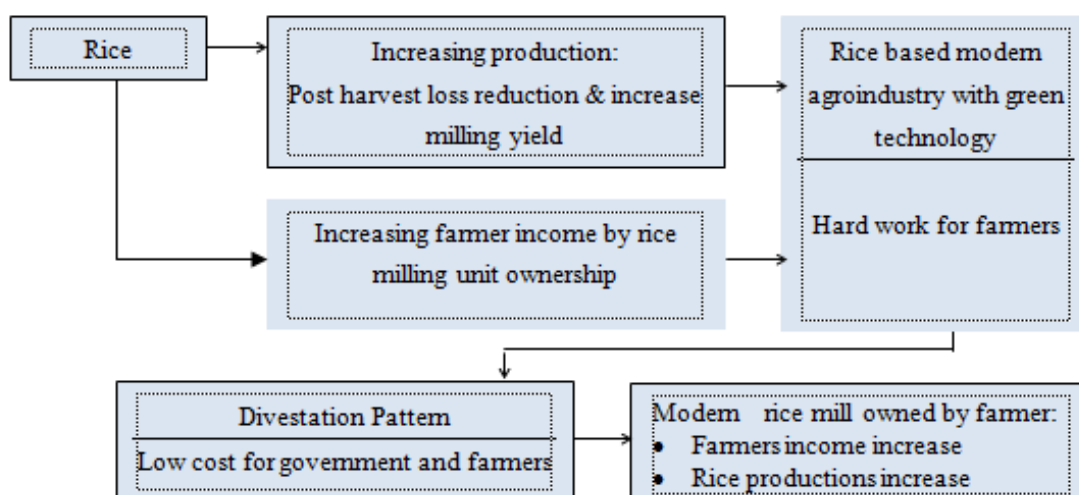 Rice
Increasing production:
Post harvest loss reduction & increase
milling yield
Rice based modern
agroindustry with green
technology
Hard work for farmers
Increasing farmer income by rice
milling unit ownership
Divestation Pattern
Low cost for government and farmers
Modern rice mill owned by farmer:
• Farmers income increase
• Rice productions increase